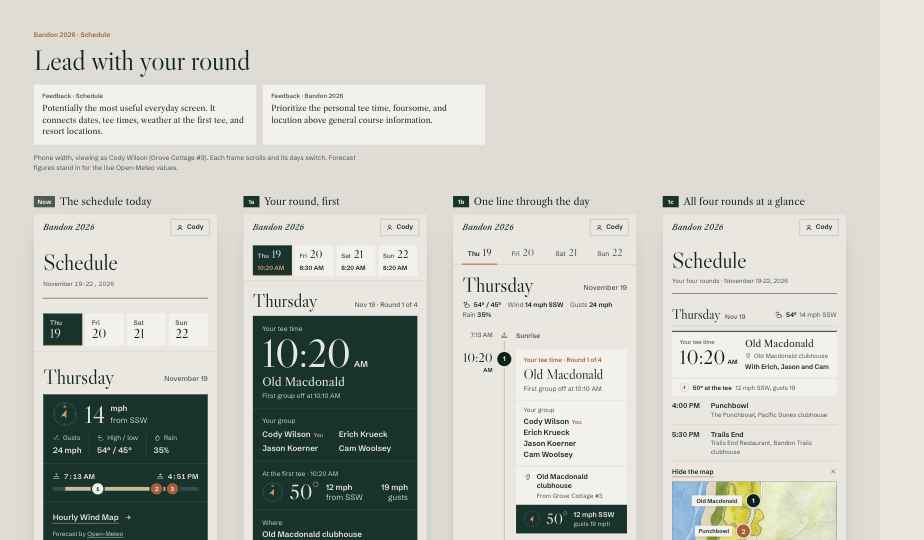 Bandon 2026 · Schedule
Lead with your round
Feedback · Schedule
Potentially the most useful everyday screen. It
connects dates, tee times, weather at the first tee, and
resort locations.
Feedback · Bandon 2026
Prioritize the personal tee time, foursome, and
location above general course information.
Phone width, viewing as Cody Wilson (Grove Cottage #3). Each frame scrolls and its days switch. Forecast
figures stand in for the live Open-Meteo values.
Now The schedule today
Bandon 2026
Cody
Schedule
November 19-22, 2026
Thu
19
Fri
20
Sat
21
Sun
22
Thursday
November 19
14 mph
from SSW
Gusts
24 mph
High / low
54° / 45°
Rain
35%
7:13 AM
4:51 PM
1
2
3
Hourly Wind Map →
Forecast by Open-Meteo
1a Your round, first
Bandon 2026
Cody
Thu 19
10:20 AM
Fri 20
8:30 AM
Sat 21
8:20 AM
Sun 22
8:20 AM
Thursday
Nov 19 · Round 1 of 4
Your tee time
10:20 AM
Old Macdonald
First group off at 10:10 AM
Your group
Cody Wilson You
Erich Krueck
Jason Koerner
Cam Woolsey
At the first tee · 10:20 AM
50°
12 mph
from SSW
19 mph
gusts
Where
Old Macdonald clubhouse
1b One line through the day
Bandon 2026
Cody
Thu 19
Fri 20
Sat 21
Sun 22
Thursday
November 19
54° / 45° Wind 14 mph SSW Gusts 24 mph
Rain 35%
7:13 AM
Sunrise
10:20
AM
1
Your tee time · Round 1 of 4
Old Macdonald
First group off at 10:10 AM
Your group
Cody Wilson You
Erich Krueck
Jason Koerner
Cam Woolsey
Old Macdonald
clubhouse
From Grove Cottage #3
50°
12 mph SSW
gusts 19 mph
1c All four rounds at a glance
Bandon 2026
Cody
Schedule
Your four rounds · November 19-22, 2026
Thursday Nov 19
54° 14 mph SSW
Your tee time
10:20 AM
Old Macdonald
Old Macdonald clubhouse
With Erich, Jason and Cam
50° at the tee 12 mph SSW, gusts 19
4:00 PM
Punchbowl
The Punchbowl, Pacific Dunes clubhouse
5:30 PM
Trails End
Trails End Restaurant, Bandon Trails
clubhouse
Hide the map
Old Macdonald
1
Punchbowl
2